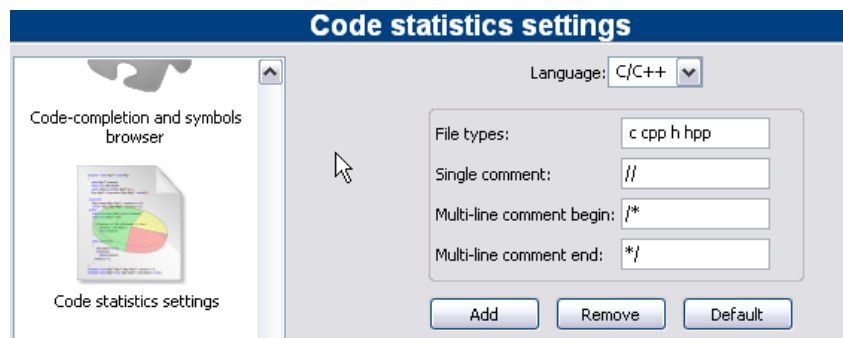 Code statistics settings
Code-completion and symbols
browser
Code statistics settings
Language: C/C++
File types: c cpp h hpp
Single comment: //
Multi-line comment begin: /*
Multi-line comment end: */
Add Remove Default